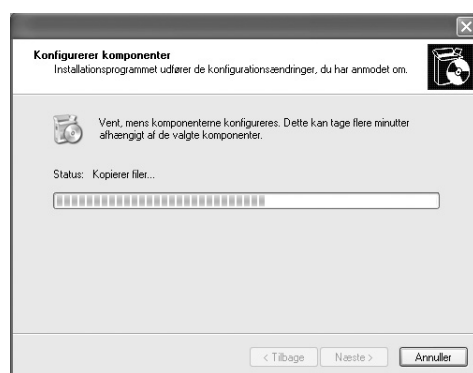 Konfigurerer komponenter
Installationsprogrammet udfører de konfigurationsændringer, du har anmodet om.
Vent, mens komponenterne konfigureres. Dette kan tage flere minutter
afhængigt af de valgte komponenter.
Status: Kopierer filer...
< Tilbage Næste > Annuller